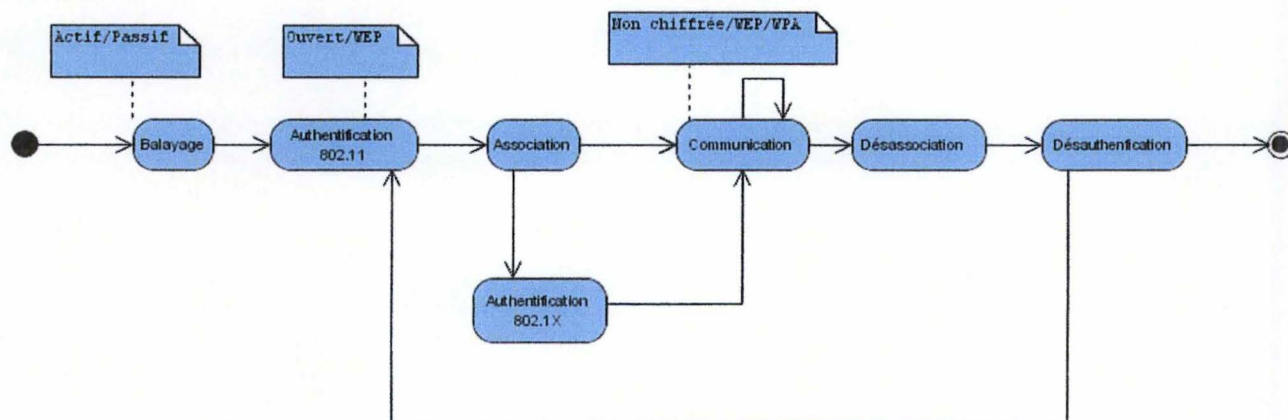 Actif/Passif
Ouvert/WEP
Non chiffrée/WEP/WPA
Balayage
Authentification
802.11
Association
Communication
Désassociation
Désauthenfication
Authentification
802.1X